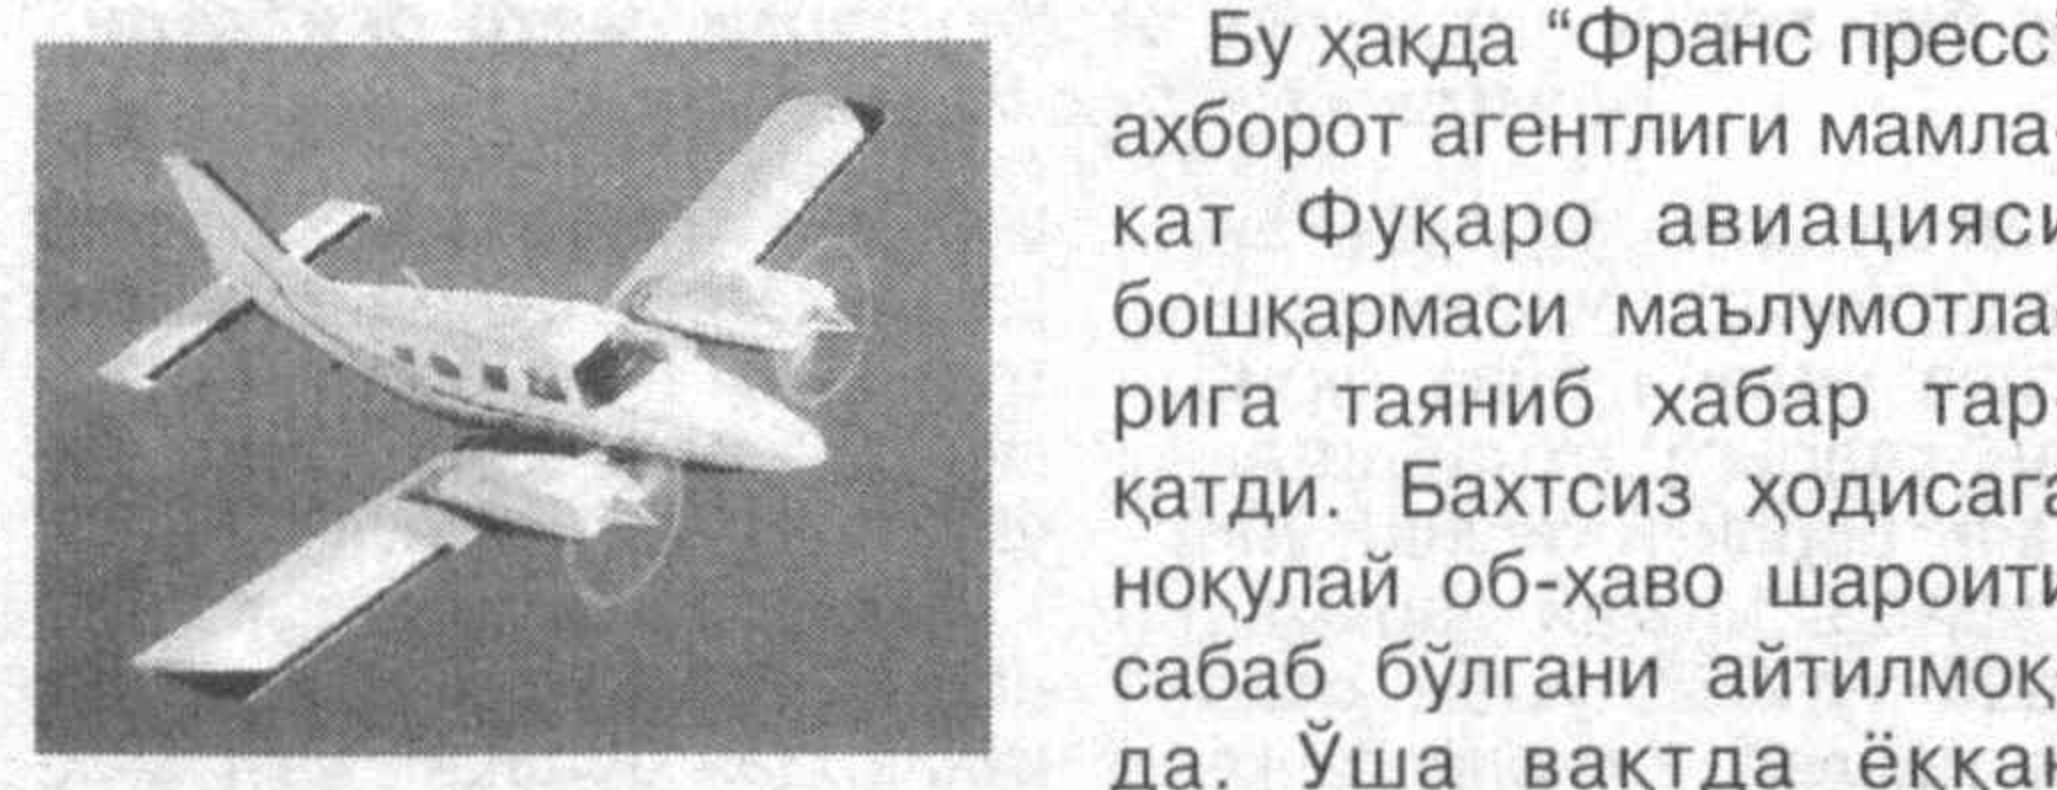 Бу ҳақда “Франс пресс”
ахборот агентлиги мамла-
кат Фуқаро авиацияси
бошқармаси маълумотла-
рига таяниб хабар тар-
қатди. Бахтсиз ҳодисага
ноқулай об-ҳаво шароити
сабаб бўлгани айтилмоқ-
да. Ўша вақтда ёққан